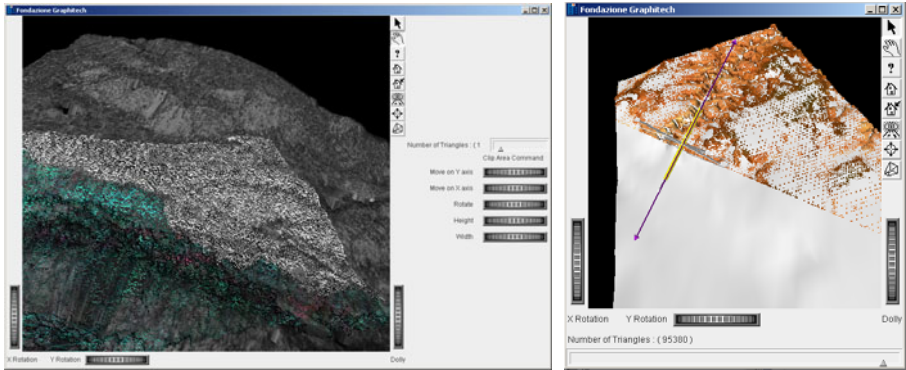 Fondazione Graphitech
?
Number of Triangles : ( 1
Clip Area Command
Move on Y axis
Move on X axis
Rotate
Height
Width
X Rotation Y Rotation Dolly
Fondazione Graphitech
?
X Rotation Y Rotation Dolly
Number of Triangles : ( 95380 )